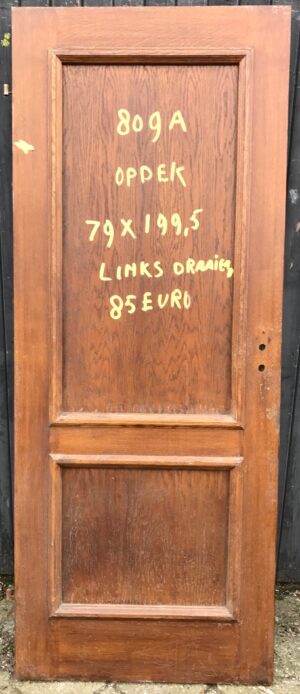 809A
OPDEK
79X199,5
LINKS DRAAIEND
85EURO